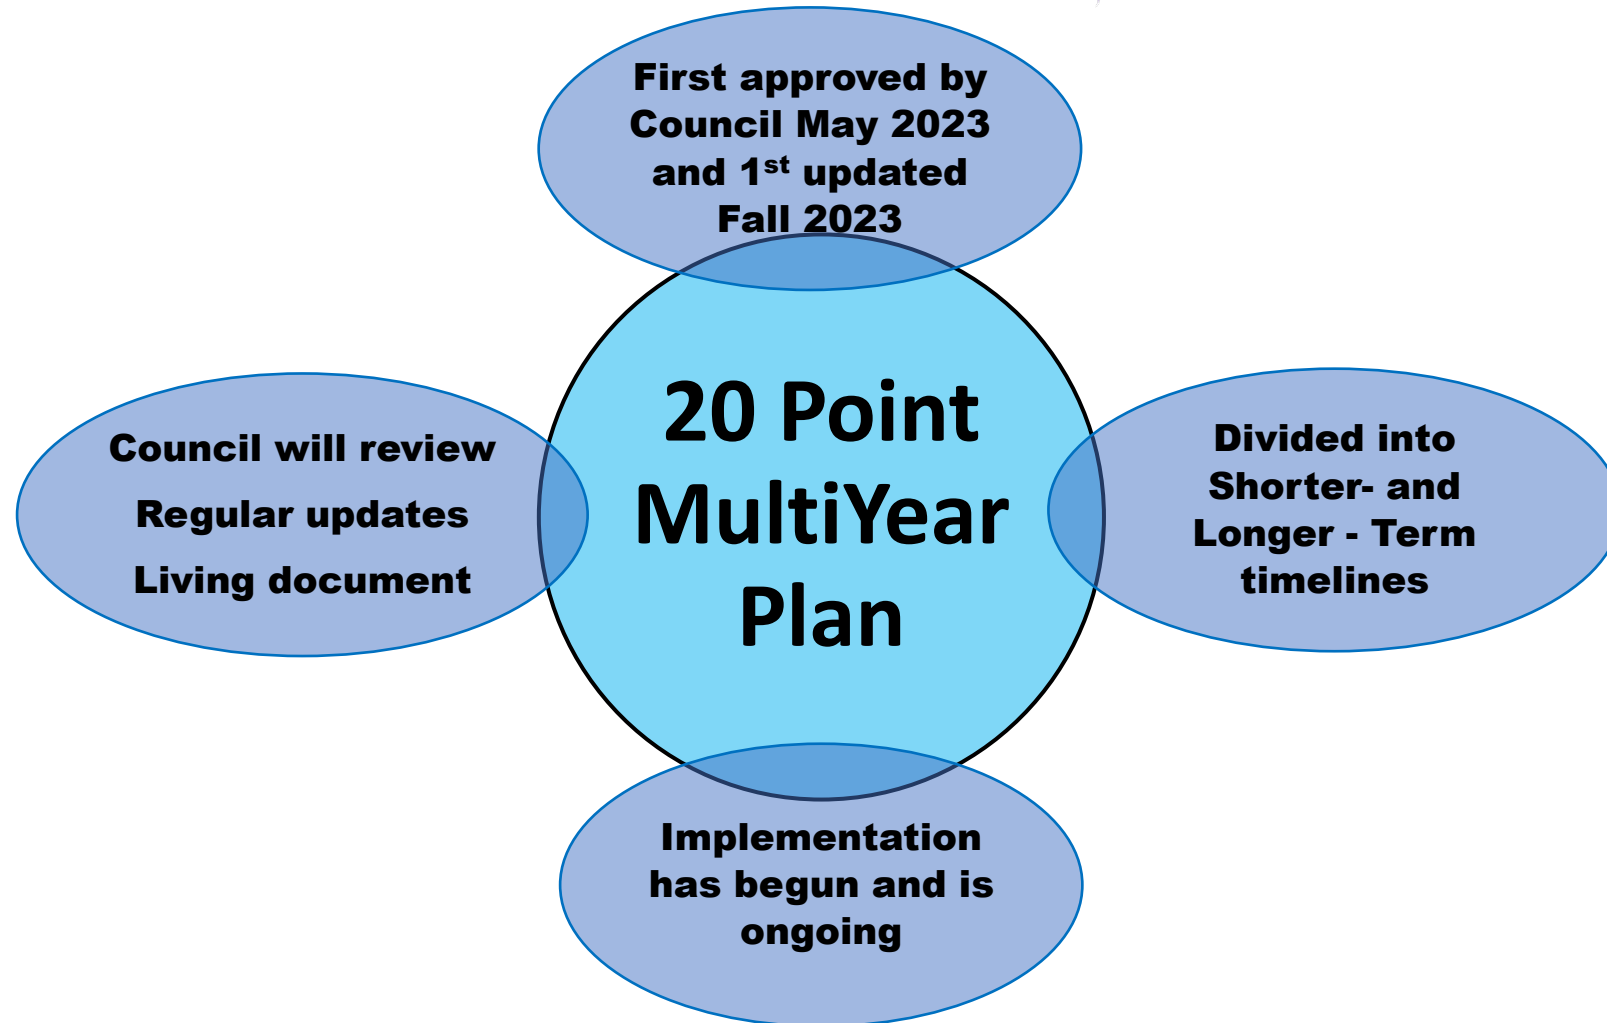 First approved by
Council May 2023
and 1st updated
Fall 2023
20 Point
MultiYear
Plan
Council will review
Regular updates
Living document
Divided into
Shorter- and
Longer - Term
timelines
Implementation
has begun and is
ongoing